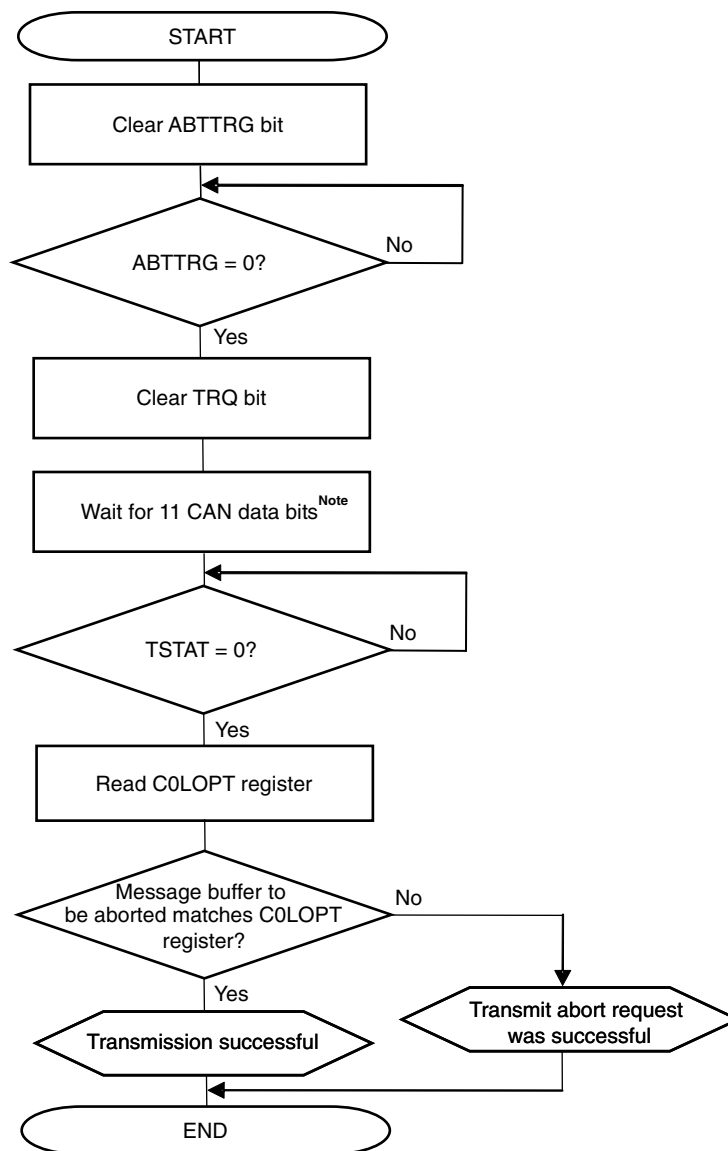 START
Clear ABTTRG bit
ABTTRG = 0?
No
Yes
Clear TRQ bit
Wait for 11 CAN data bitsNote
TSTAT = 0?
No
Yes
Read C0LOPT register
Message buffer to
be aborted matches C0LOPT
register?
No
Yes
Transmission successful
Transmit abort request
was successful
END